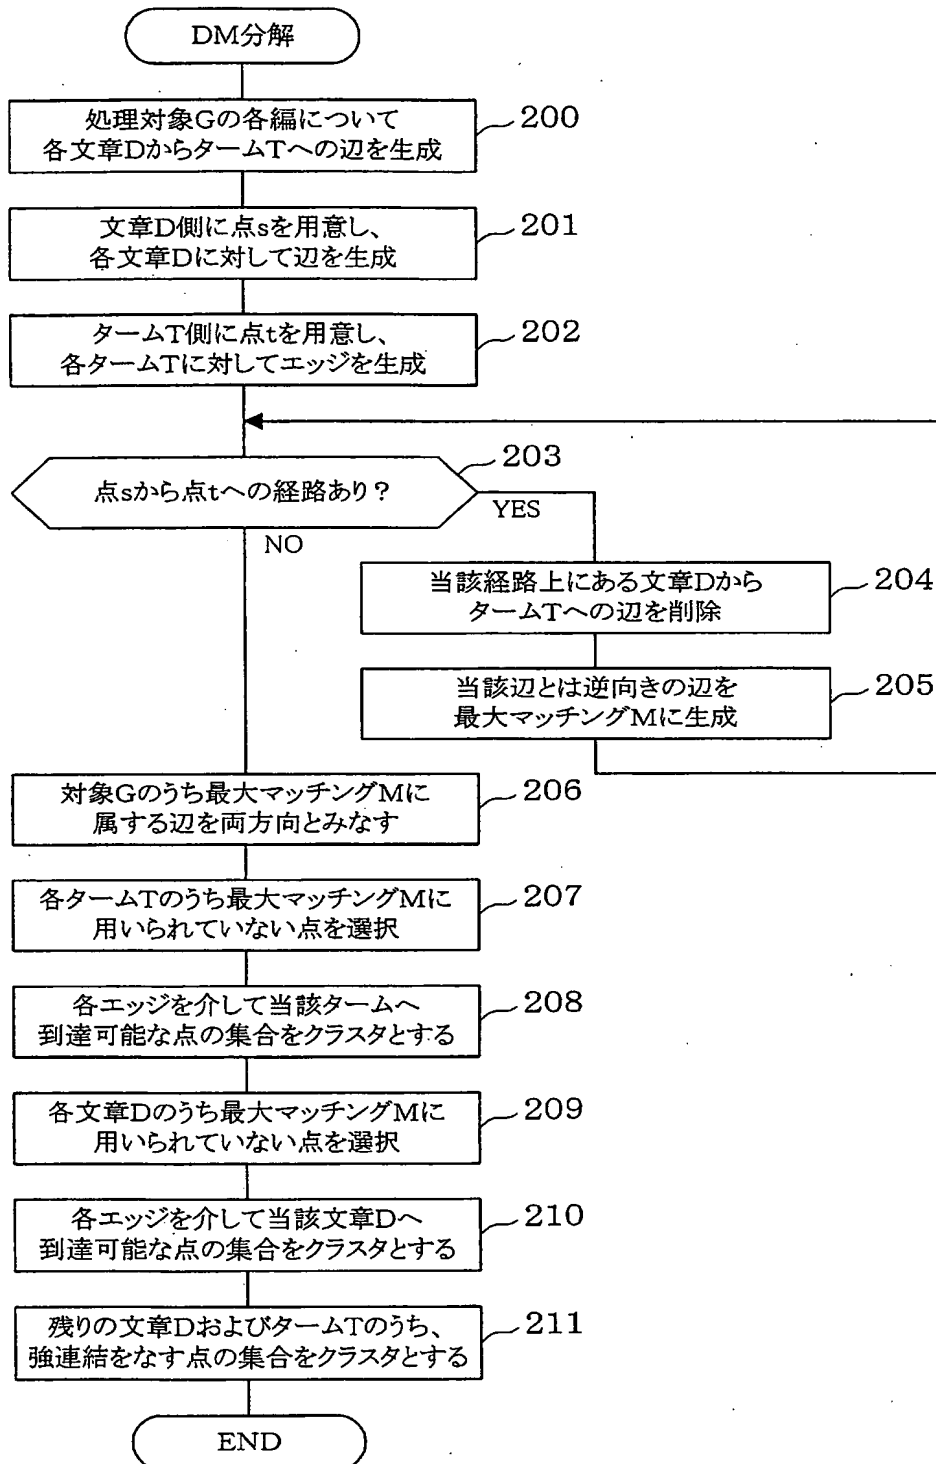 DM分解
処理対象Gの各編について
各文章DからタームTへの辺を生成
200
文章D側に点sを用意し、
各文章Dに対して辺を生成
201
タームT側に点tを用意し、
各タームTに対してエッジを生成
202
点sから点tへの経路あり?
203
YES
NO
当該経路上にある文章Dから
タームTへの辺を削除
204
当該辺とは逆向きの辺を
最大マッチングMに生成
205
対象Gのうち最大マッチングMに
属する辺を両方向とみなす
206
各タームTのうち最大マッチングMに
用いられていない点を選択
207
各エッジを介して当該タームへ
到達可能な点の集合をクラスタとする
208
各文章Dのうち最大マッチングMに
用いられていない点を選択
209
各エッジを介して当該文章Dへ
到達可能な点の集合をクラスタとする
210
残りの文章DおよびタームTのうち、
強連結をなす点の集合をクラスタとする
211
END